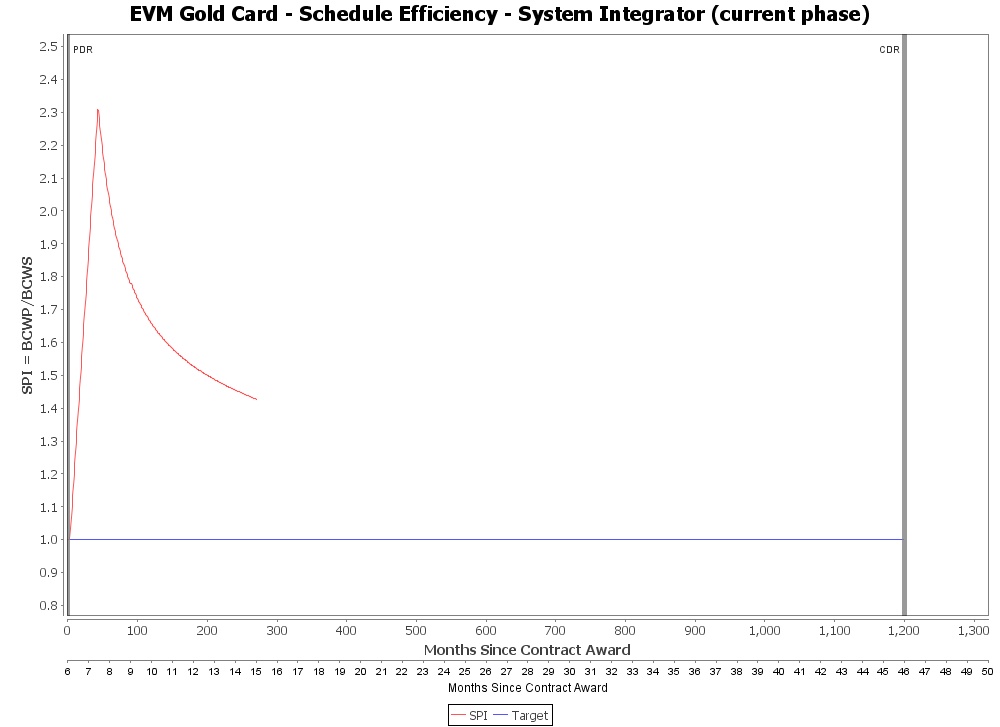 EVM Gold Card - Schedule Efficiency - System Integrator (current phase)
PDR
CDR
2.5
2.4
2.3
2.2
2.1
2.0
1.9
1.8
1.7
1.6
1.5
1.4
1.3
1.2
1.1
1.0
0.9
0.8
SPI = BCWP/BCWS
0 100 200 300 400 500 600 700 800 900 1,000 1,100 1,200 1,300
Months Since Contract Award
6 7 8 9 10 11 12 13 14 15 16 17 18 19 20 21 22 23 24 25 26 27 28 29 30 31 32 33 34 35 36 37 38 39 40 41 42 43 44 45 46 47 48 49 50
Months Since Contract Award
SPI Target